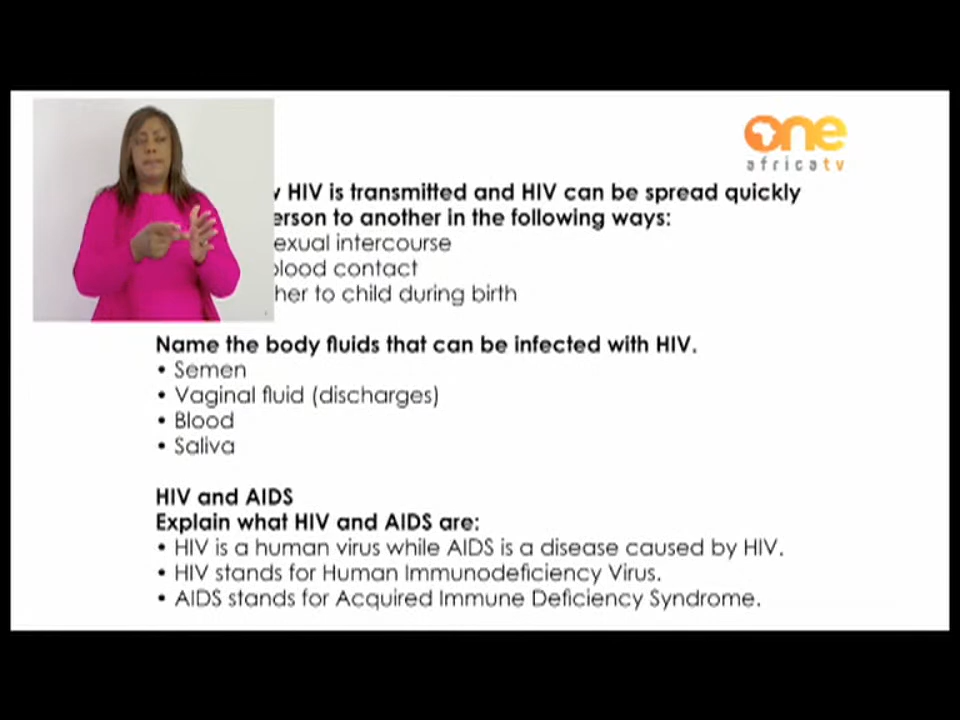 one
africatv
HIV is transmitted and HIV can be spread quickly
to another in the following ways:
intercourse
contact
to child during birth
Name the body fluids that can be infected with HIV.
• Semen
• Vaginal fluid (discharges)
• Blood
• Saliva
HIV and AIDS
Explain what HIV and AIDS are:
• HIV is a human virus while AIDS is a disease caused by HIV.
• HIV stands for Human Immunodeficiency Virus.
• AIDS stands for Acquired Immune Deficiency Syndrome.